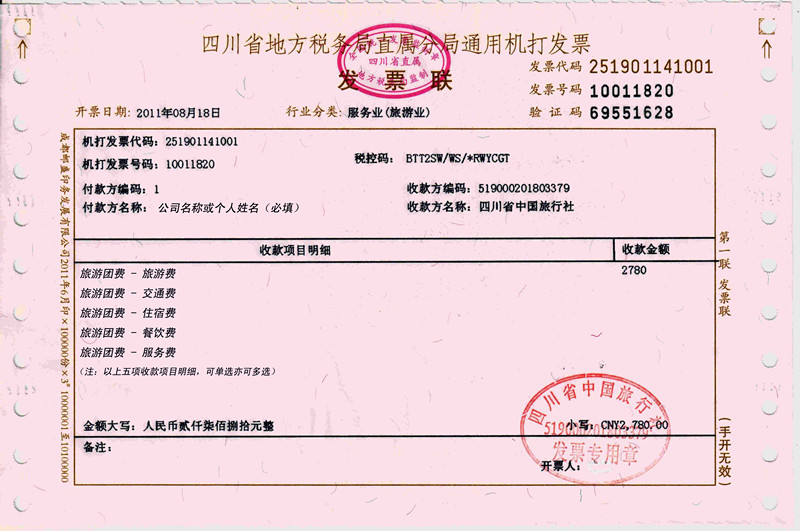 四川省地方税务局直属分局通用机打发票
发票联
四川省直属
地方税务局监制
发票代码 251901141001
发票号码 10011820
验证码 69551628
开票日期: 2011年08月18日
行业分类: 服务业(旅游业)
机打发票代码: 251901141001
机打发票号码: 10011820
税控码: BTT2SW/WS/*RWYCGT
付款方编码: 1
收款方编码: 519000201803379
付款方名称: 公司名称或个人姓名(必填)
收款方名称: 四川省中国旅行社
收款项目明细
收款金额
旅游团费 - 旅游费
2780
旅游团费 - 交通费
旅游团费 - 住宿费
旅游团费 - 餐饮费
旅游团费 - 服务费
(注: 以上五项收款项目明细, 可单选亦可多选)
金额大写: 人民币贰仟柒佰捌拾元整
小写: CNY2,780.00
备注:
开票人:
四川省中国旅行社
519000201803379
发票专用章
成都邮盛印务发展有限公司2011年6月印×100000份×3* 10000001至10100000
第一联 发票联
(手开无效)